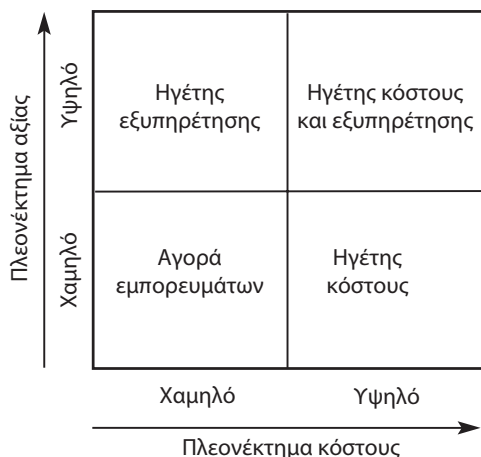 Πλεονέκτημα αξίας
Υψηλό
Χαμηλό
Ηγέτης
εξυπηρέτησης
Ηγέτης κόστους
και εξυπηρέτησης
Αγορά
εμπορευμάτων
Ηγέτης
κόστους
Χαμηλό
Υψηλό
Πλεονέκτημα κόστους